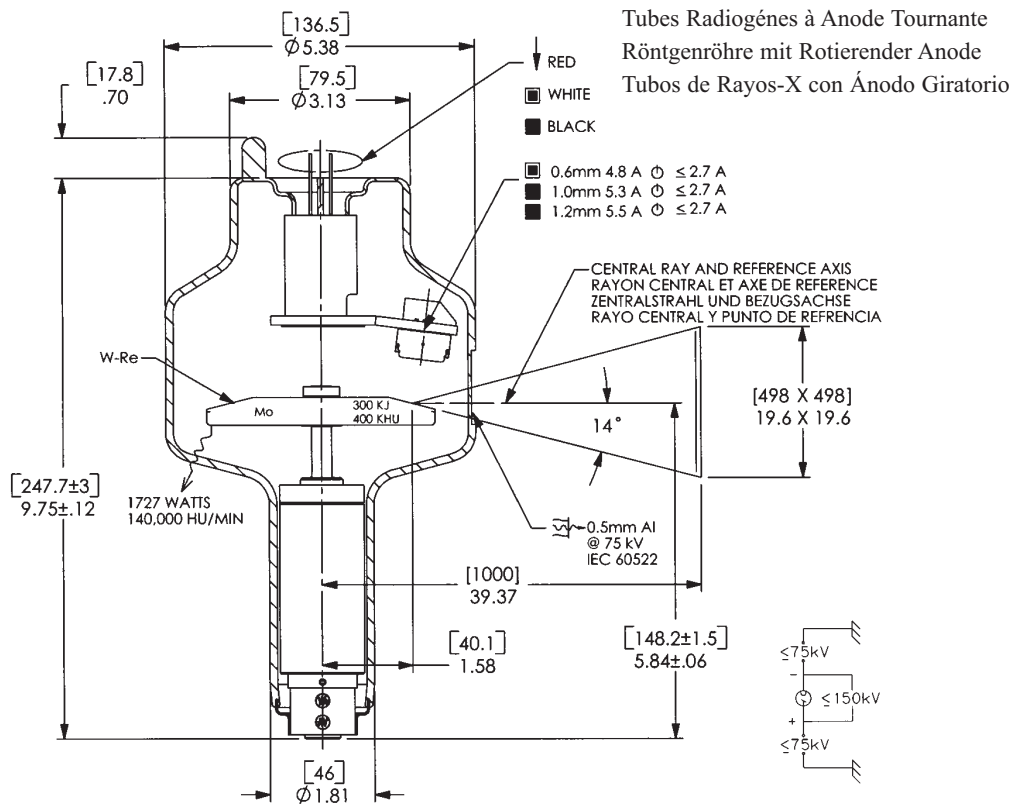 Tubes Radiogénes à Anode Tournante
Röntgenröhre mit Rotierender Anode
Tubos de Rayos-X con Ánodo Giratorio
[136.5]
∅5.38
[17.8]
.70
[79.5]
∅3.13
RED
WHITE
BLACK
0.6mm 4.8 A ≤ 2.7 A
1.0mm 5.3 A ≤ 2.7 A
1.2mm 5.5 A ≤ 2.7 A
CENTRAL RAY AND REFERENCE AXIS
RAYON CENTRAL ET AXE DE REFERENCE
ZENTRALSTRAHL UND BEZUGSACHSE
RAYO CENTRAL Y PUNTO DE REFRENCIA
W-Re
Mo
300 KJ
400 KHU
14°
[498 X 498]
19.6 X 19.6
[247.7±3]
9.75±.12
1727 WATTS
140,000 HU/MIN
0.5mm Al
@ 75 kV
IEC 60522
[1000]
39.37
[40.1]
1.58
[148.2±1.5]
5.84±.06
≤75kV
−
≤150kV
+
≤75kV
[46]
∅1.81